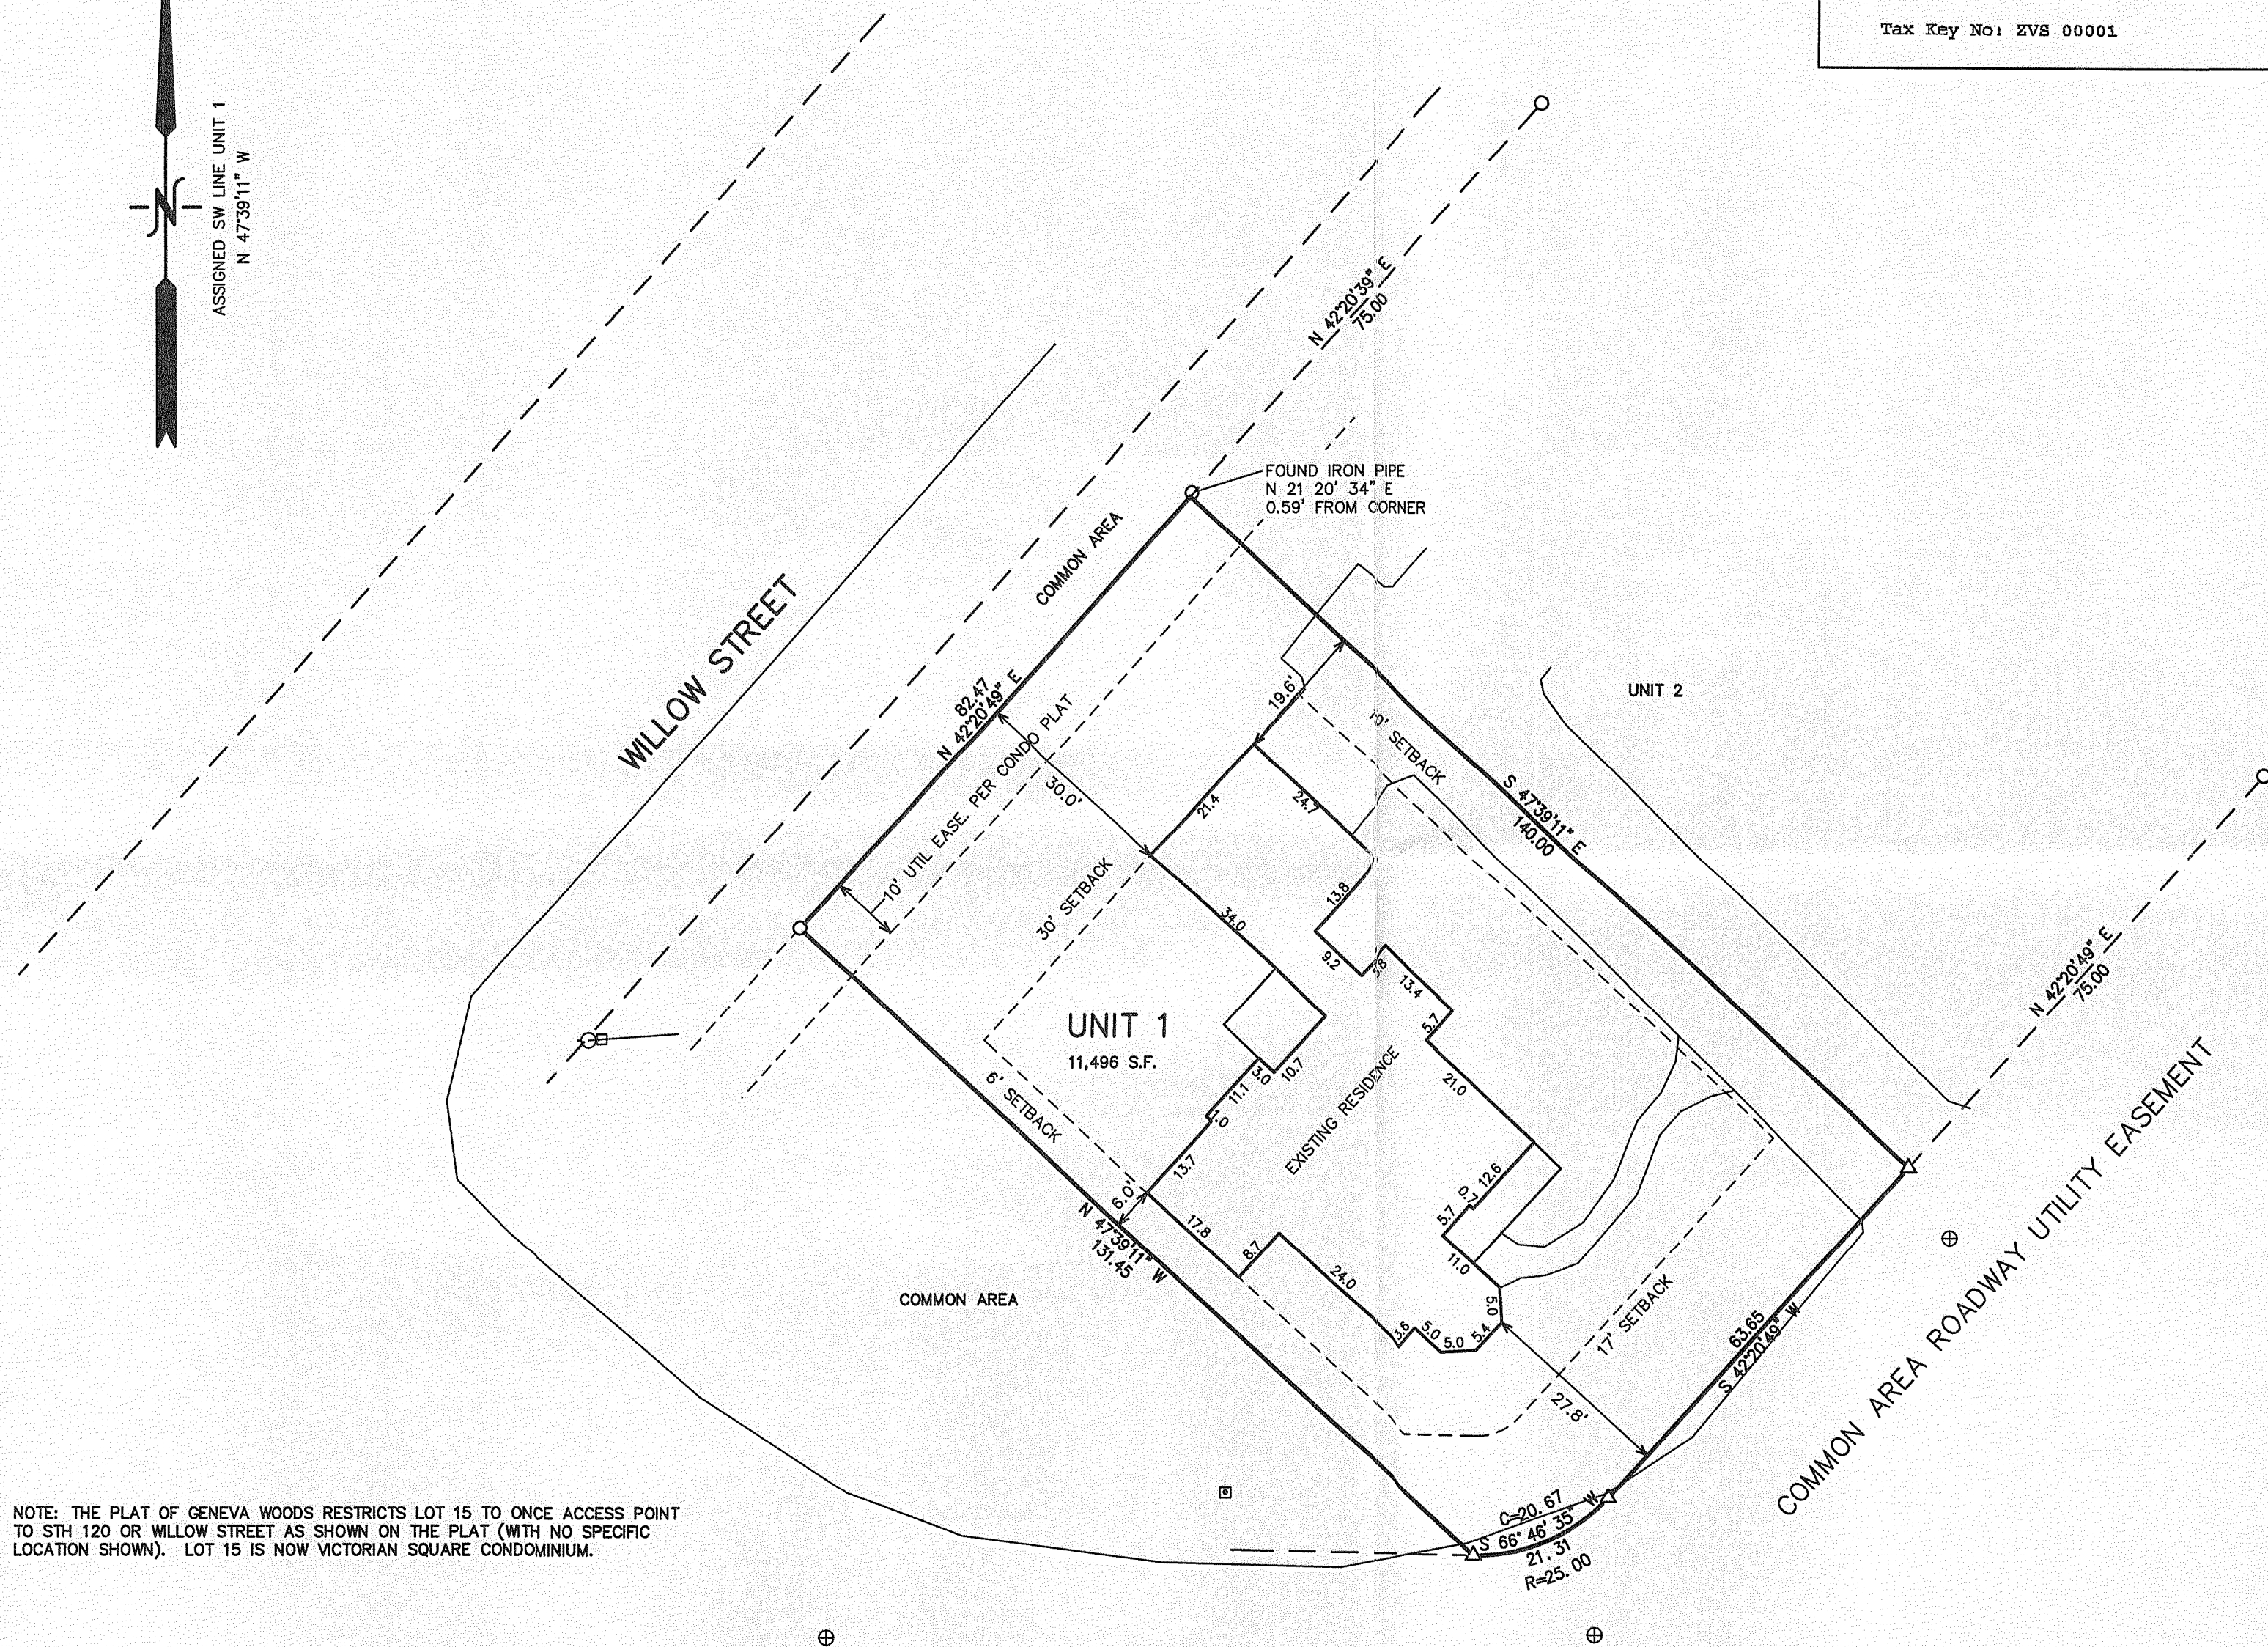 Tax Key No: ZVS 00001
ASSIGNED SW LINE UNIT 1
N 47°39'11" W
N
N 42°20'39" E
75.00
FOUND IRON PIPE
N 21 20' 34" E
0.59' FROM CORNER
COMMON AREA
WILLOW STREET
82.47
N 42°20'49" E
10' UTIL EASE. PER CONDO PLAT
30.0'
19.6'
10' SETBACK
UNIT 2
S 47°39'11" E
140.00
21.4
24.7
30' SETBACK
34.0
13.8
9.2
5.8
13.4
5.7
N 42°20'49" E
75.00
UNIT 1
11,496 S.F.
3.0
10.7
11.1
1.0
21.0
EXISTING RESIDENCE
6' SETBACK
13.7
6.0'
12.6
0.7
5.7
COMMON AREA ROADWAY UTILITY EASEMENT
N 47°39'11" W
131.45
17.8
8.7
24.0
11.0
5.0
COMMON AREA
3.6
5.0
5.0
5.4
17' SETBACK
63.65
S 42°20'49" W
27.8'
C=20.67
S 66° 46' 35" W
21.31
R=25.00
NOTE: THE PLAT OF GENEVA WOODS RESTRICTS LOT 15 TO ONCE ACCESS POINT
TO STH 120 OR WILLOW STREET AS SHOWN ON THE PLAT (WITH NO SPECIFIC
LOCATION SHOWN). LOT 15 IS NOW VICTORIAN SQUARE CONDOMINIUM.